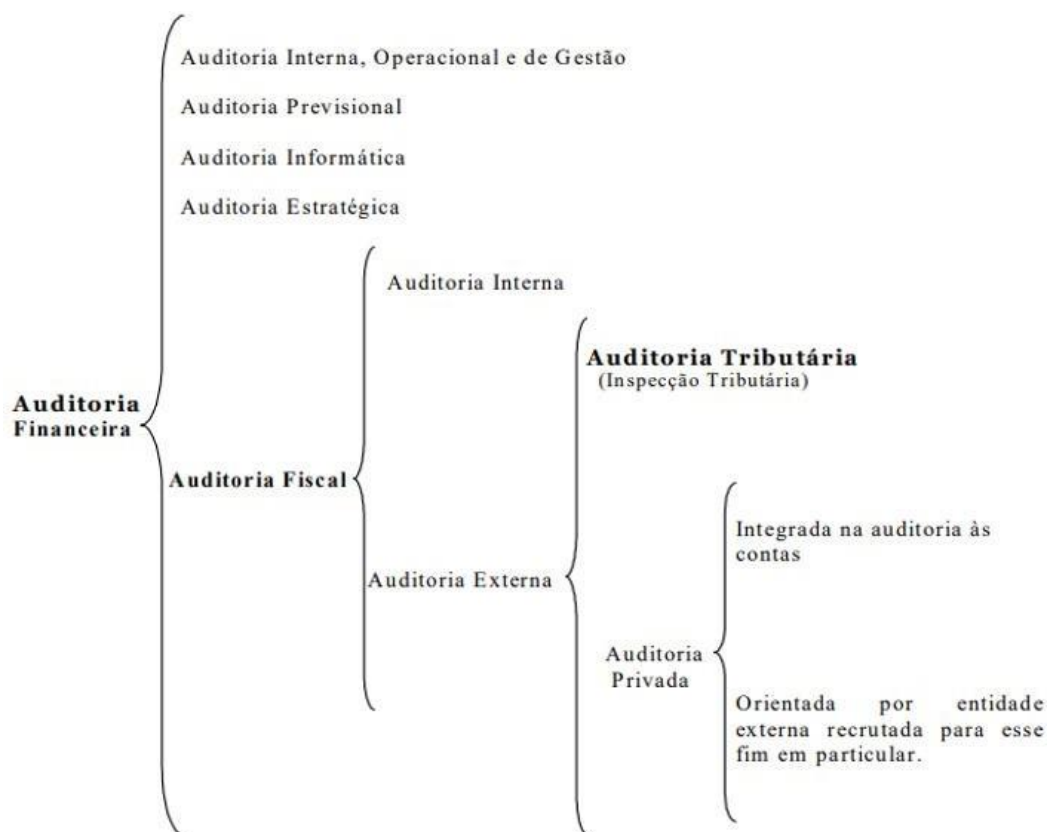 Auditoria Interna, Operacional e de Gestão
Auditoria Previsional
Auditoria Informática
Auditoria Estratégica
Auditoria Interna
Auditoria Tributária
(Inspecção Tributária)
Auditoria
Financeira
Auditoria Fiscal
Integrada na auditoria às
contas
Auditoria Externa
Auditoria
Privada
Orientada por entidade
externa recrutada para esse
fim em particular.